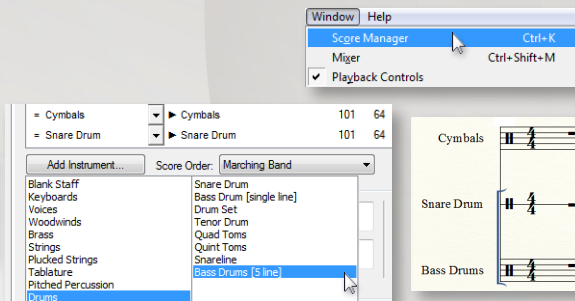 Window Help
Score Manager Ctrl+K
Mixer Ctrl+Shift+M
✓ Playback Controls
= Cymbals ▶ Cymbals 101 64
= Snare Drum ▶ Snare Drum 101 64
Add Instrument... Score Order: Marching Band
Blank Staff
Keyboards
Voices
Woodwinds
Brass
Strings
Plucked Strings
Tablature
Pitched Percussion
Drums
Snare Drum
Bass Drum [single line]
Drum Set
Tenor Drum
Quad Toms
Quint Toms
Snareline
Bass Drums [5 line]
Cymbals
Snare Drum
Bass Drums